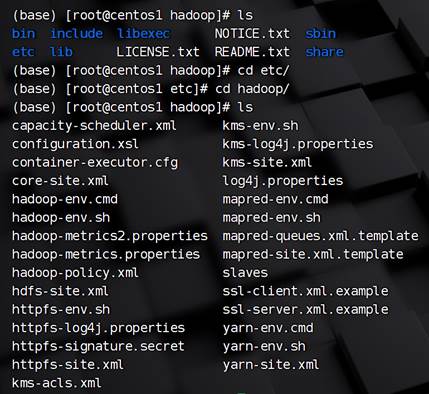 (base) [root@centos1 hadoop]# ls
bin  include  libexec      NOTICE.txt  sbin
etc  lib      LICENSE.txt  README.txt  share
(base) [root@centos1 hadoop]# cd etc/
(base) [root@centos1 etc]# cd hadoop/
(base) [root@centos1 hadoop]# ls
capacity-scheduler.xml      kms-env.sh
configuration.xsl           kms-log4j.properties
container-executor.cfg      kms-site.xml
core-site.xml               log4j.properties
hadoop-env.cmd              mapred-env.cmd
hadoop-env.sh               mapred-env.sh
hadoop-metrics2.properties  mapred-queues.xml.template
hadoop-metrics.properties   mapred-site.xml.template
hadoop-policy.xml           slaves
hdfs-site.xml               ssl-client.xml.example
httpfs-env.sh               ssl-server.xml.example
httpfs-log4j.properties     yarn-env.cmd
httpfs-signature.secret     yarn-env.sh
httpfs-site.xml             yarn-site.xml
kms-acls.xml